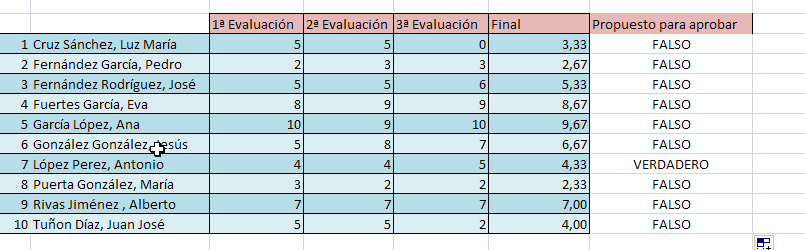 1ª Evaluación 2ª Evaluación 3ª Evaluación Final Propuesto para aprobar
1 Cruz Sánchez, Luz María 5 5 0 3,33 FALSO
2 Fernández García, Pedro 2 3 3 2,67 FALSO
3 Fernández Rodríguez, José 5 5 6 5,33 FALSO
4 Fuertes García, Eva 8 9 9 8,67 FALSO
5 García López, Ana 10 9 10 9,67 FALSO
6 González González, Jesús 5 8 7 6,67 FALSO
7 López Perez, Antonio 4 4 5 4,33 VERDADERO
8 Puerta González, María 3 2 2 2,33 FALSO
9 Rivas Jiménez , Alberto 7 7 7 7,00 FALSO
10 Tuñon Díaz, Juan José 5 5 2 4,00 FALSO